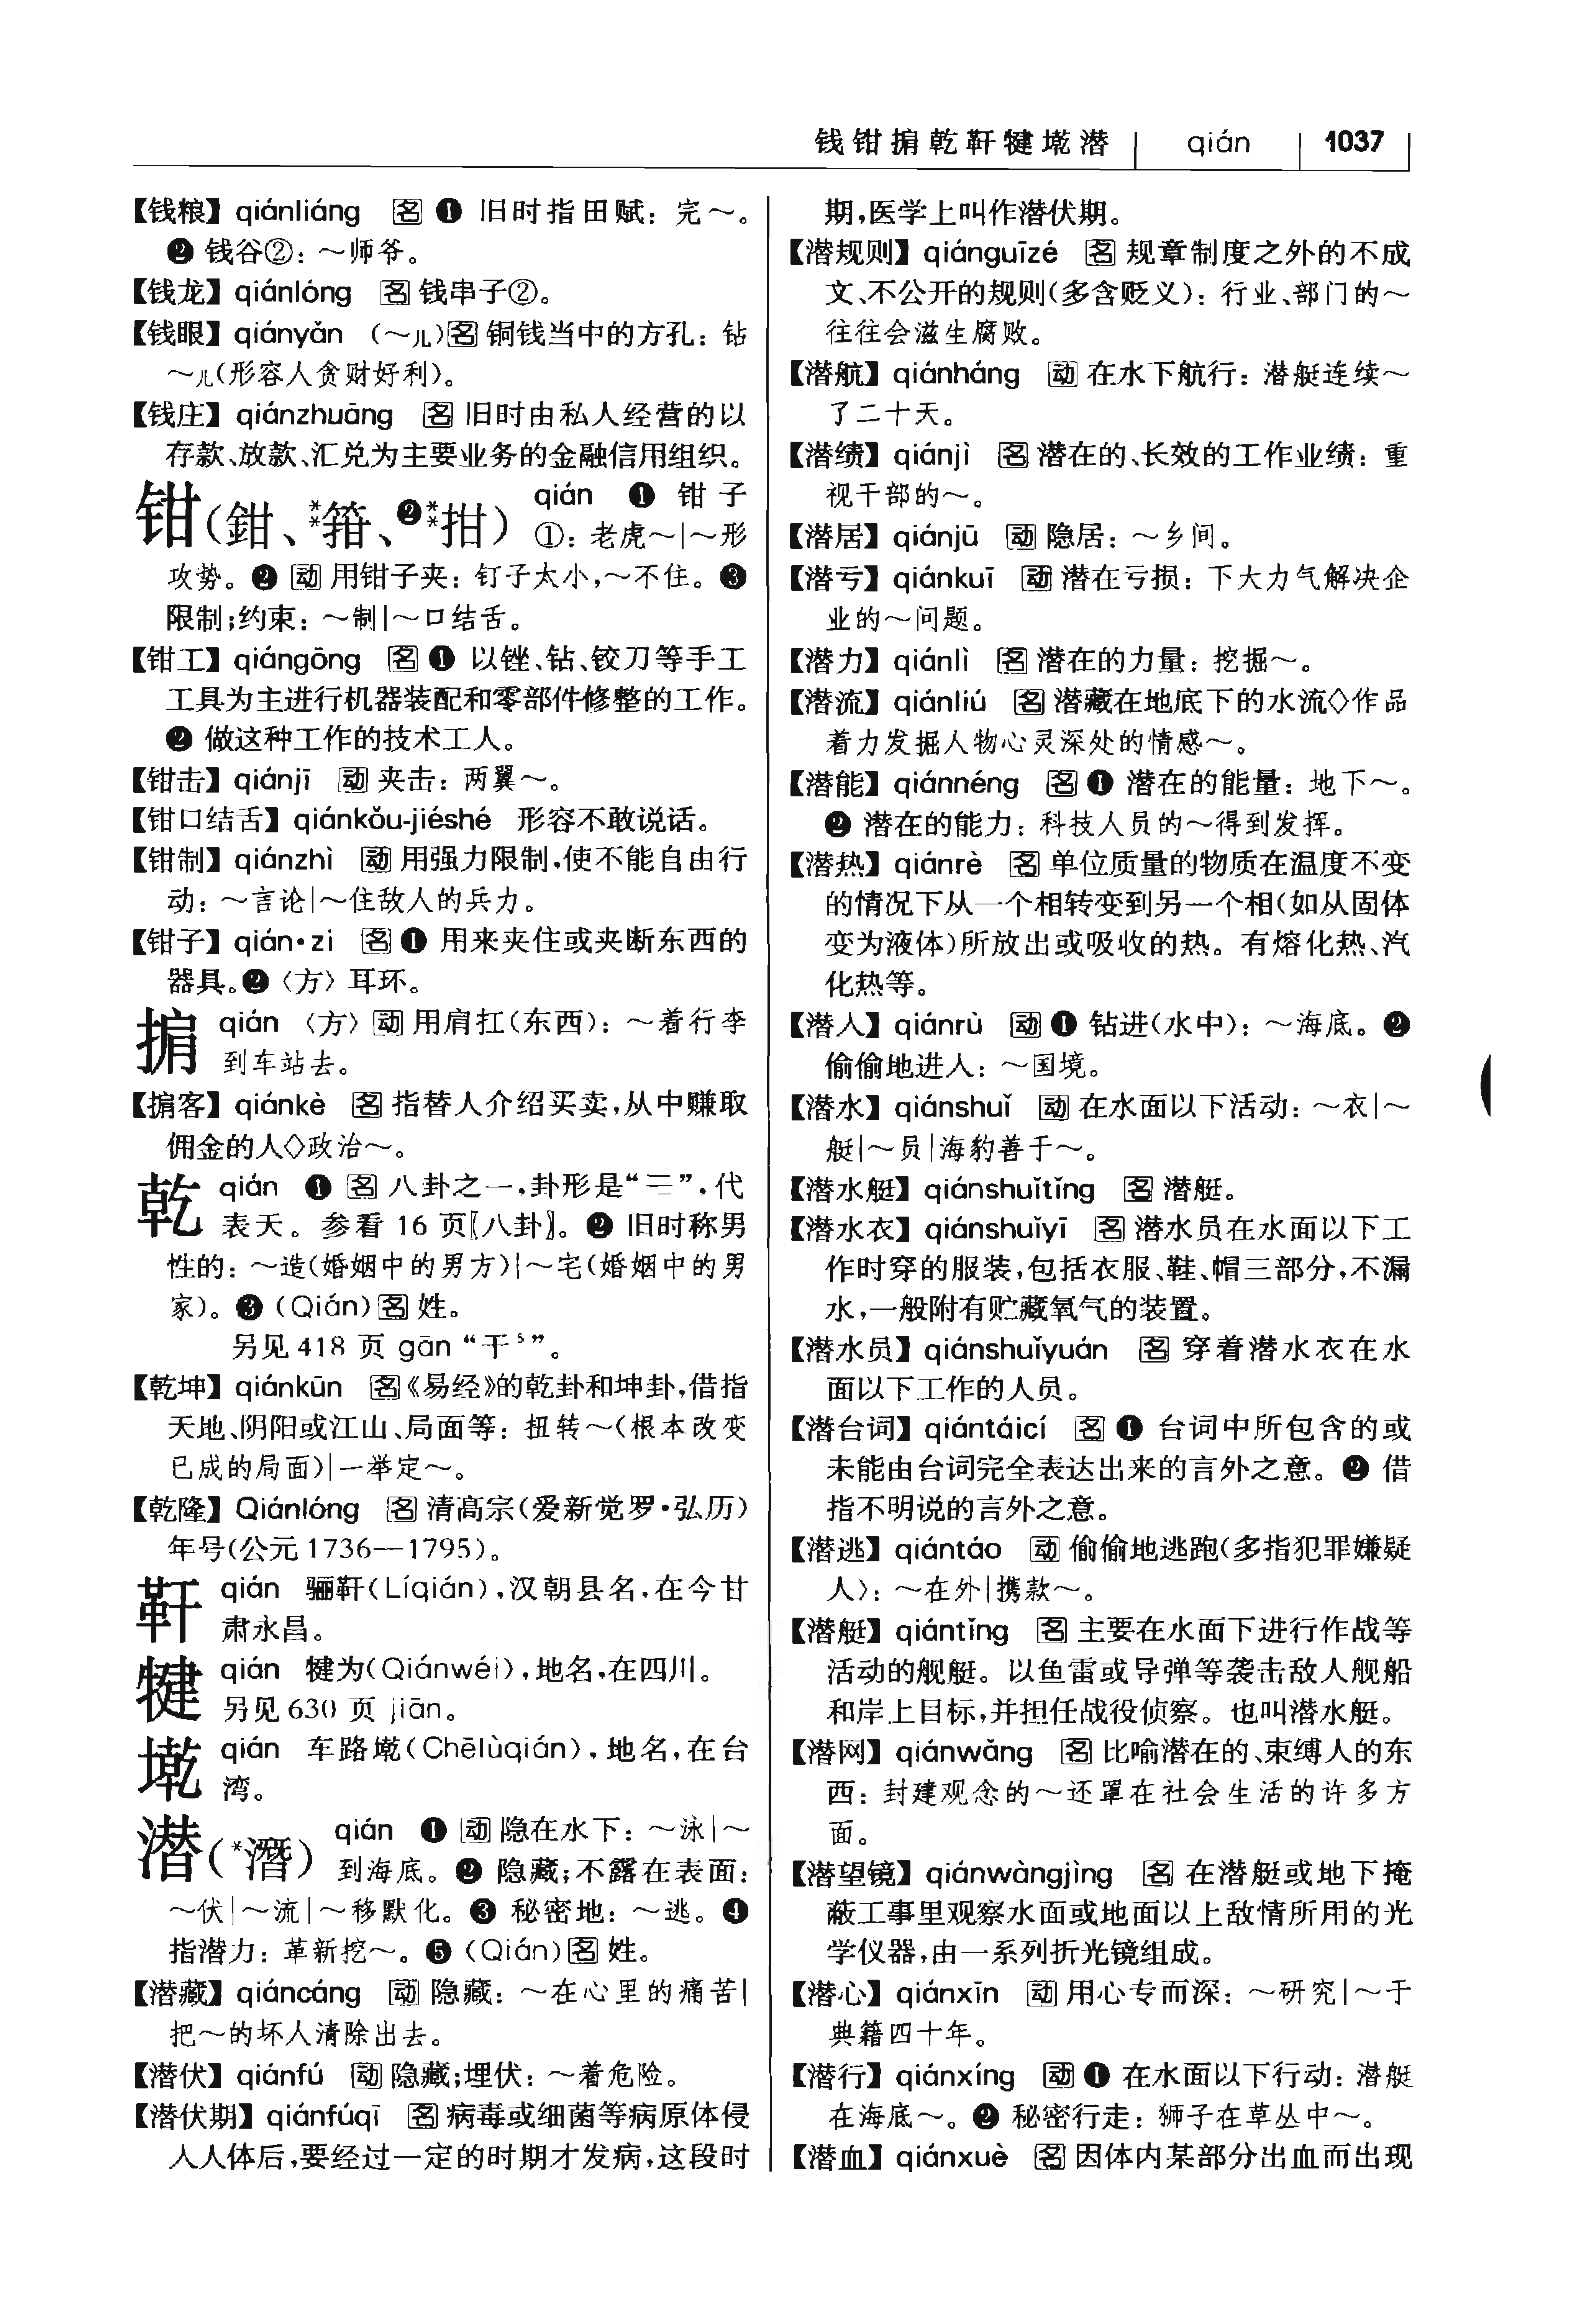 钱钳掮乾靬犍墘潜 qián 1037
【钱粮】qiánliáng 名❶ 旧时指田赋：完～。
❷ 钱谷②：～师爷。
【钱龙】qiánlóng 名 钱串子②。
【钱眼】qiányǎn （～儿）名 铜钱当中的方孔：钻
～儿（形容人贪财好利）。
【钱庄】qiánzhuāng 名 旧时由私人经营的以
存款、放款、汇兑为主要业务的金融信用组织。
钳（鉗、**箝、❷**拑） qián ❶ 钳子
①：老虎～|～形
攻势。❷ 动 用钳子夹：钉子太小，～不住。❸
限制；约束：～制|～口结舌。
【钳工】qiángōng 名❶ 以锉、钻、铰刀等手工
工具为主进行机器装配和零部件修整的工作。
❷ 做这种工作的技术工人。
【钳击】qiánjī 动 夹击：两翼～。
【钳口结舌】qiánkǒu-jiéshé 形容不敢说话。
【钳制】qiánzhì 动 用强力限制，使不能自由行
动：～言论|～住敌人的兵力。
【钳子】qián·zi 名❶ 用来夹住或夹断东西的
器具。❷〈方〉耳环。
掮 qián 〈方〉动 用肩扛（东西）：～着行李
到车站去。
【掮客】qiánkè 名 指替人介绍买卖，从中赚取
佣金的人◇政治～。
乾 qián ❶ 名 八卦之一，卦形是“☰”，代
表天。参看 16 页〖八卦〗。❷ 旧时称男
性的：～造（婚姻中的男方）|～宅（婚姻中的男
家）。❸（Qián）名 姓。
另见 418 页 gān “干⁵”。
【乾坤】qiánkūn 名《易经》的乾卦和坤卦，借指
天地、阴阳或江山、局面等：扭转～（根本改变
已成的局面）|一举定～。
【乾隆】Qiánlóng 名 清高宗（爱新觉罗·弘历）
年号（公元 1736—1795）。
靬 qián 骊靬（Líqián），汉朝县名，在今甘
肃永昌。
犍 qián 犍为（Qiánwéi），地名，在四川。
另见 630 页 jiān。
墘 qián 车路墘（Chēlùqián），地名，在台
湾。
潜（*潛） qián ❶ 动 隐在水下：～泳|～
到海底。❷ 隐藏；不露在表面：
～伏|～流|～移默化。❸ 秘密地：～逃。❹
指潜力：革新挖～。❺（Qián）名 姓。
【潜藏】qiáncáng 动 隐藏：～在心里的痛苦|
把～的坏人清除出去。
【潜伏】qiánfú 动 隐藏；埋伏：～着危险。
【潜伏期】qiánfúqī 名 病毒或细菌等病原体侵
入人体后，要经过一定的时期才发病，这段时
期，医学上叫作潜伏期。
【潜规则】qiánguīzé 名 规章制度之外的不成
文、不公开的规则（多含贬义）：行业、部门的～
往往会滋生腐败。
【潜航】qiánháng 动 在水下航行：潜艇连续～
了二十天。
【潜绩】qiánjì 名 潜在的、长效的工作业绩：重
视干部的～。
【潜居】qiánjū 动 隐居：～乡间。
【潜亏】qiánkuī 动 潜在亏损：下大力气解决企
业的～问题。
【潜力】qiánlì 名 潜在的力量：挖掘～。
【潜流】qiánliú 名 潜藏在地底下的水流◇作品
着力发掘人物心灵深处的情感～。
【潜能】qiánnéng 名❶ 潜在的能量：地下～。
❷ 潜在的能力：科技人员的～得到发挥。
【潜热】qiánrè 名 单位质量的物质在温度不变
的情况下从一个相转变到另一个相（如从固体
变为液体）所放出或吸收的热。有熔化热、汽
化热等。
【潜入】qiánrù 动❶ 钻进（水中）：～海底。❷
偷偷地进入：～国境。
【潜水】qiánshuǐ 动 在水面以下活动：～衣|～
艇|～员|海豹善于～。
【潜水艇】qiánshuǐtǐng 名 潜艇。
【潜水衣】qiánshuǐyī 名 潜水员在水面以下工
作时穿的服装，包括衣服、鞋、帽三部分，不漏
水，一般附有贮藏氧气的装置。
【潜水员】qiánshuǐyuán 名 穿着潜水衣在水
面以下工作的人员。
【潜台词】qiántáicí 名❶ 台词中所包含的或
未能由台词完全表达出来的言外之意。❷ 借
指不明说的言外之意。
【潜逃】qiántáo 动 偷偷地逃跑（多指犯罪嫌疑
人）：～在外|携款～。
【潜艇】qiántǐng 名 主要在水面下进行作战等
活动的舰艇。以鱼雷或导弹等袭击敌人舰船
和岸上目标，并担任战役侦察。也叫潜水艇。
【潜网】qiánwǎng 名 比喻潜在的、束缚人的东
西：封建观念的～还罩在社会生活的许多方
面。
【潜望镜】qiánwàngjìng 名 在潜艇或地下掩
蔽工事里观察水面或地面以上敌情所用的光
学仪器，由一系列折光镜组成。
【潜心】qiánxīn 动 用心专而深：～研究|～于
典籍四十年。
【潜行】qiánxíng 动❶ 在水面以下行动：潜艇
在海底～。❷ 秘密行走：狮子在草丛中～。
【潜血】qiánxuè 名 因体内某部分出血而出现